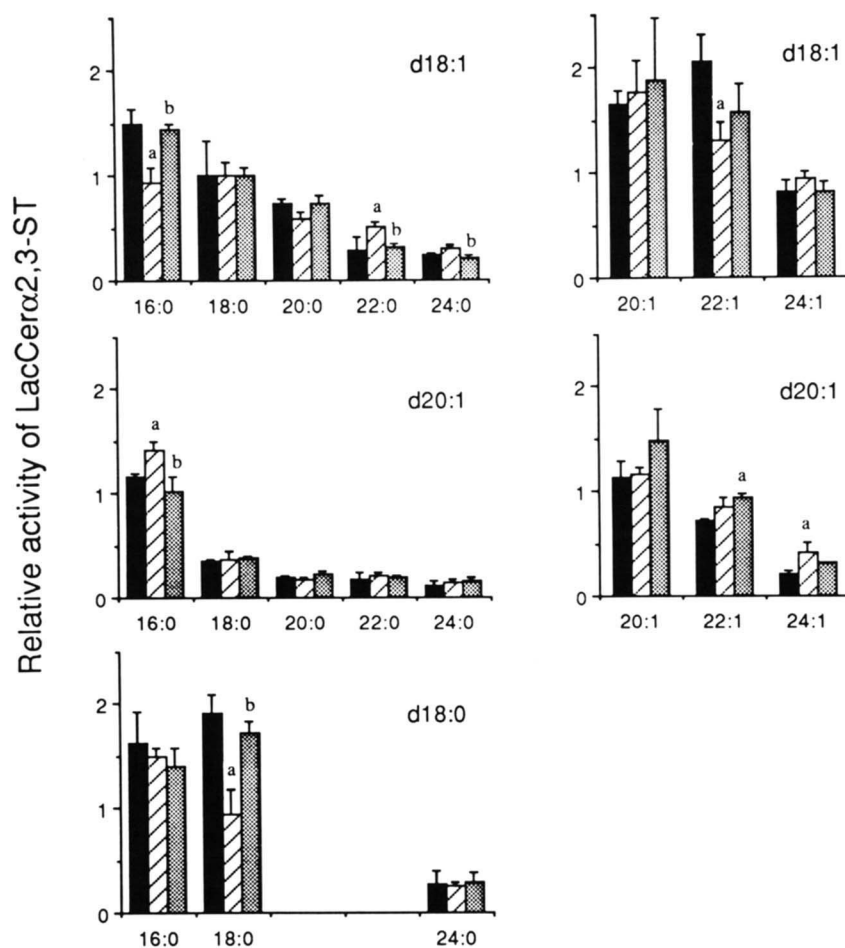 Relative activity of LacCerα2,3-ST
d18:1
2
1
0
b
a
a
b
b
16:0 18:0 20:0 22:0 24:0
d18:1
2
1
0
a
20:1 22:1 24:1
d20:1
2
1
0
a
b
16:0 18:0 20:0 22:0 24:0
d20:1
2
1
0
a
a
20:1 22:1 24:1
d18:0
2
1
0
b
a
16:0 18:0 24:0